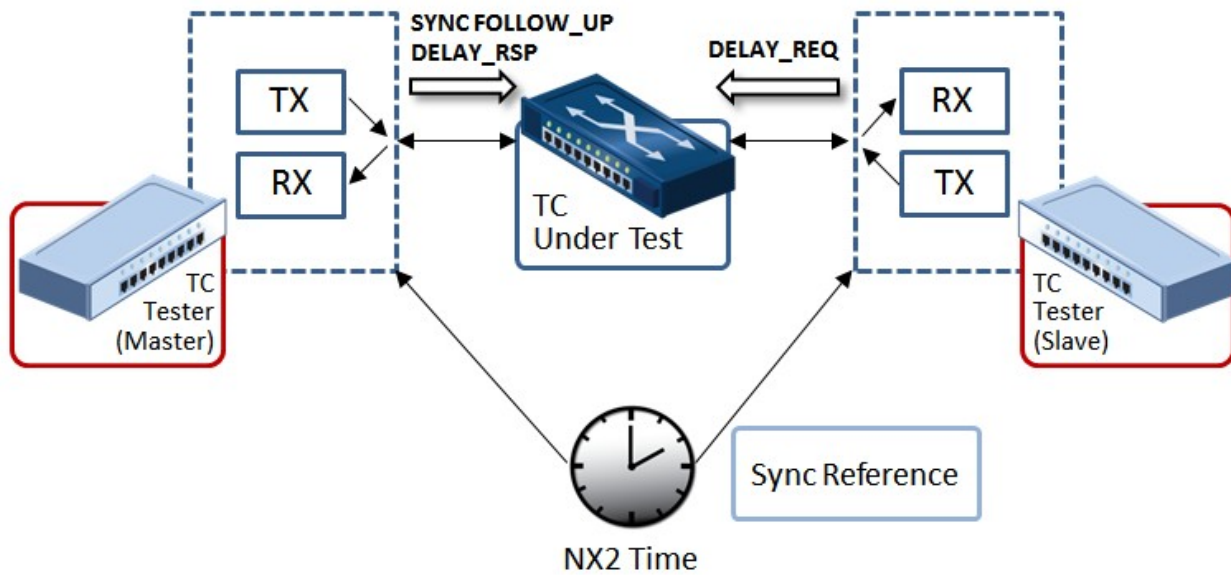 SYNC FOLLOW_UP
DELAY_RSP
DELAY_REQ
TX
RX
RX
TX
TC
Under Test
TC
Tester
(Master)
TC
Tester
(Slave)
Sync Reference
NX2 Time